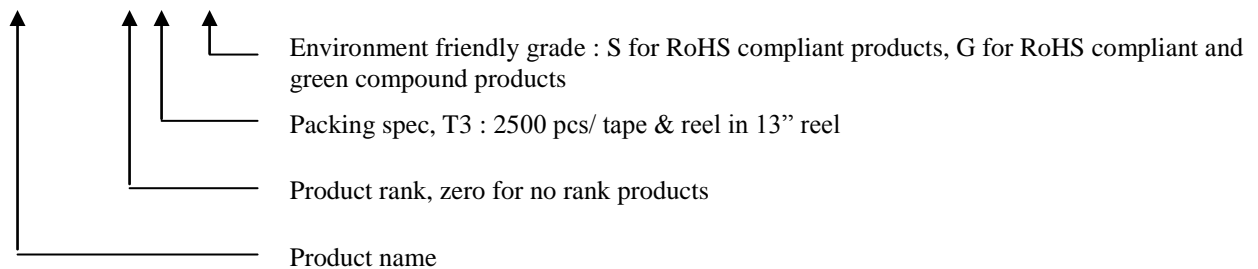 Environment friendly grade : S for RoHS compliant products, G for RoHS compliant and
green compound products
Packing spec, T3 : 2500 pcs/ tape & reel in 13” reel
Product rank, zero for no rank products
Product name